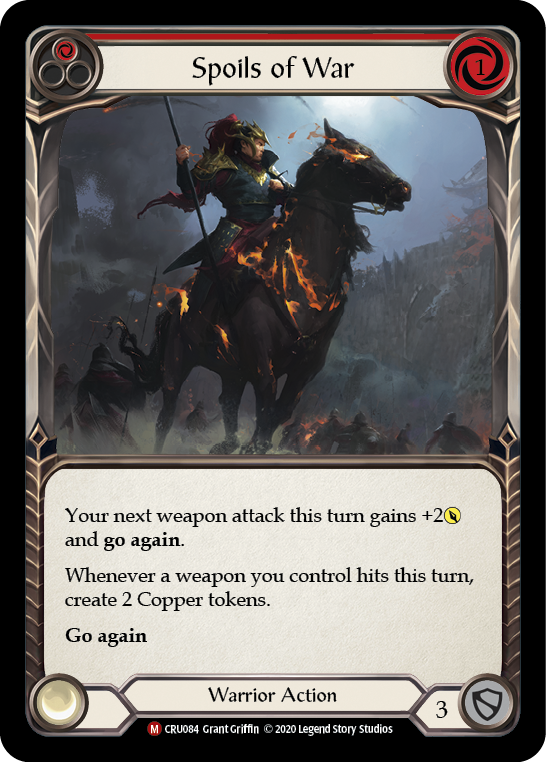 Spoils of War
1
Your next weapon attack this turn gains +2
and go again.
Whenever a weapon you control hits this turn,
create 2 Copper tokens.
Go again
Warrior Action
3
M CRU084 Grant Griffin © 2020 Legend Story Studios